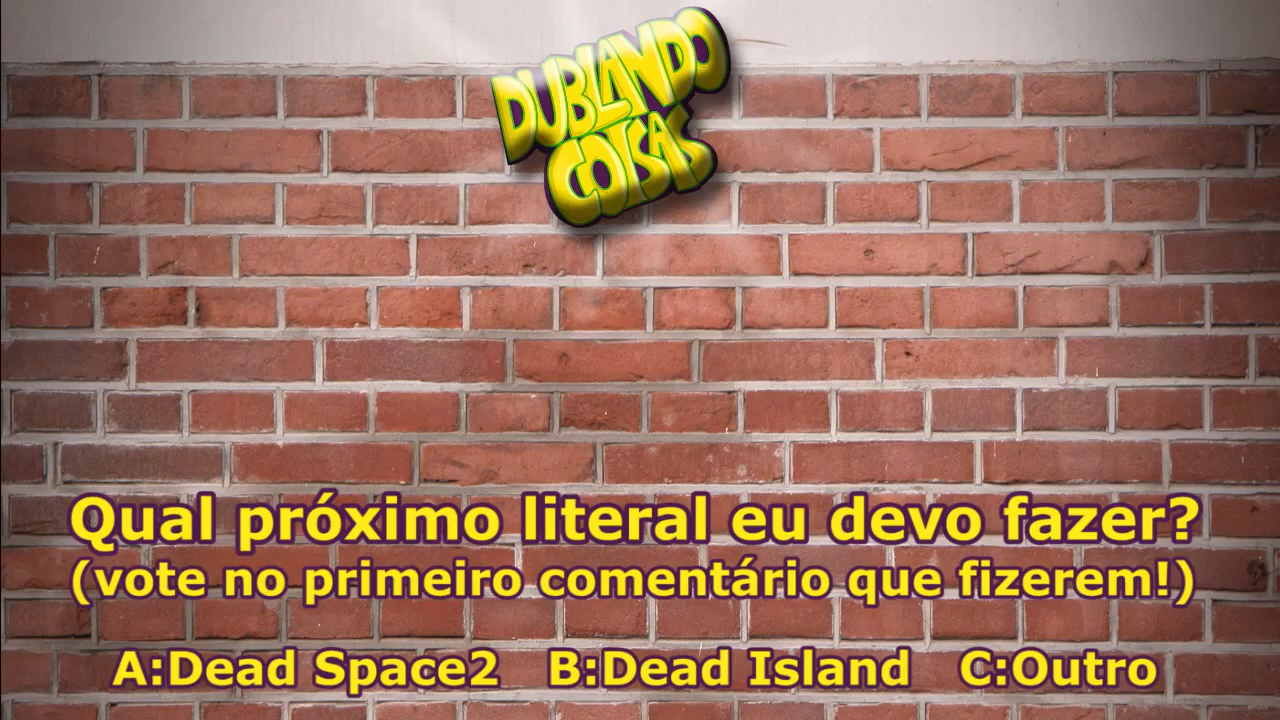 DUBLANDO
COISAS
Qual próximo literal eu devo fazer?
(vote no primeiro comentário que fizerem!)
A:Dead Space2 B:Dead Island C:Outro